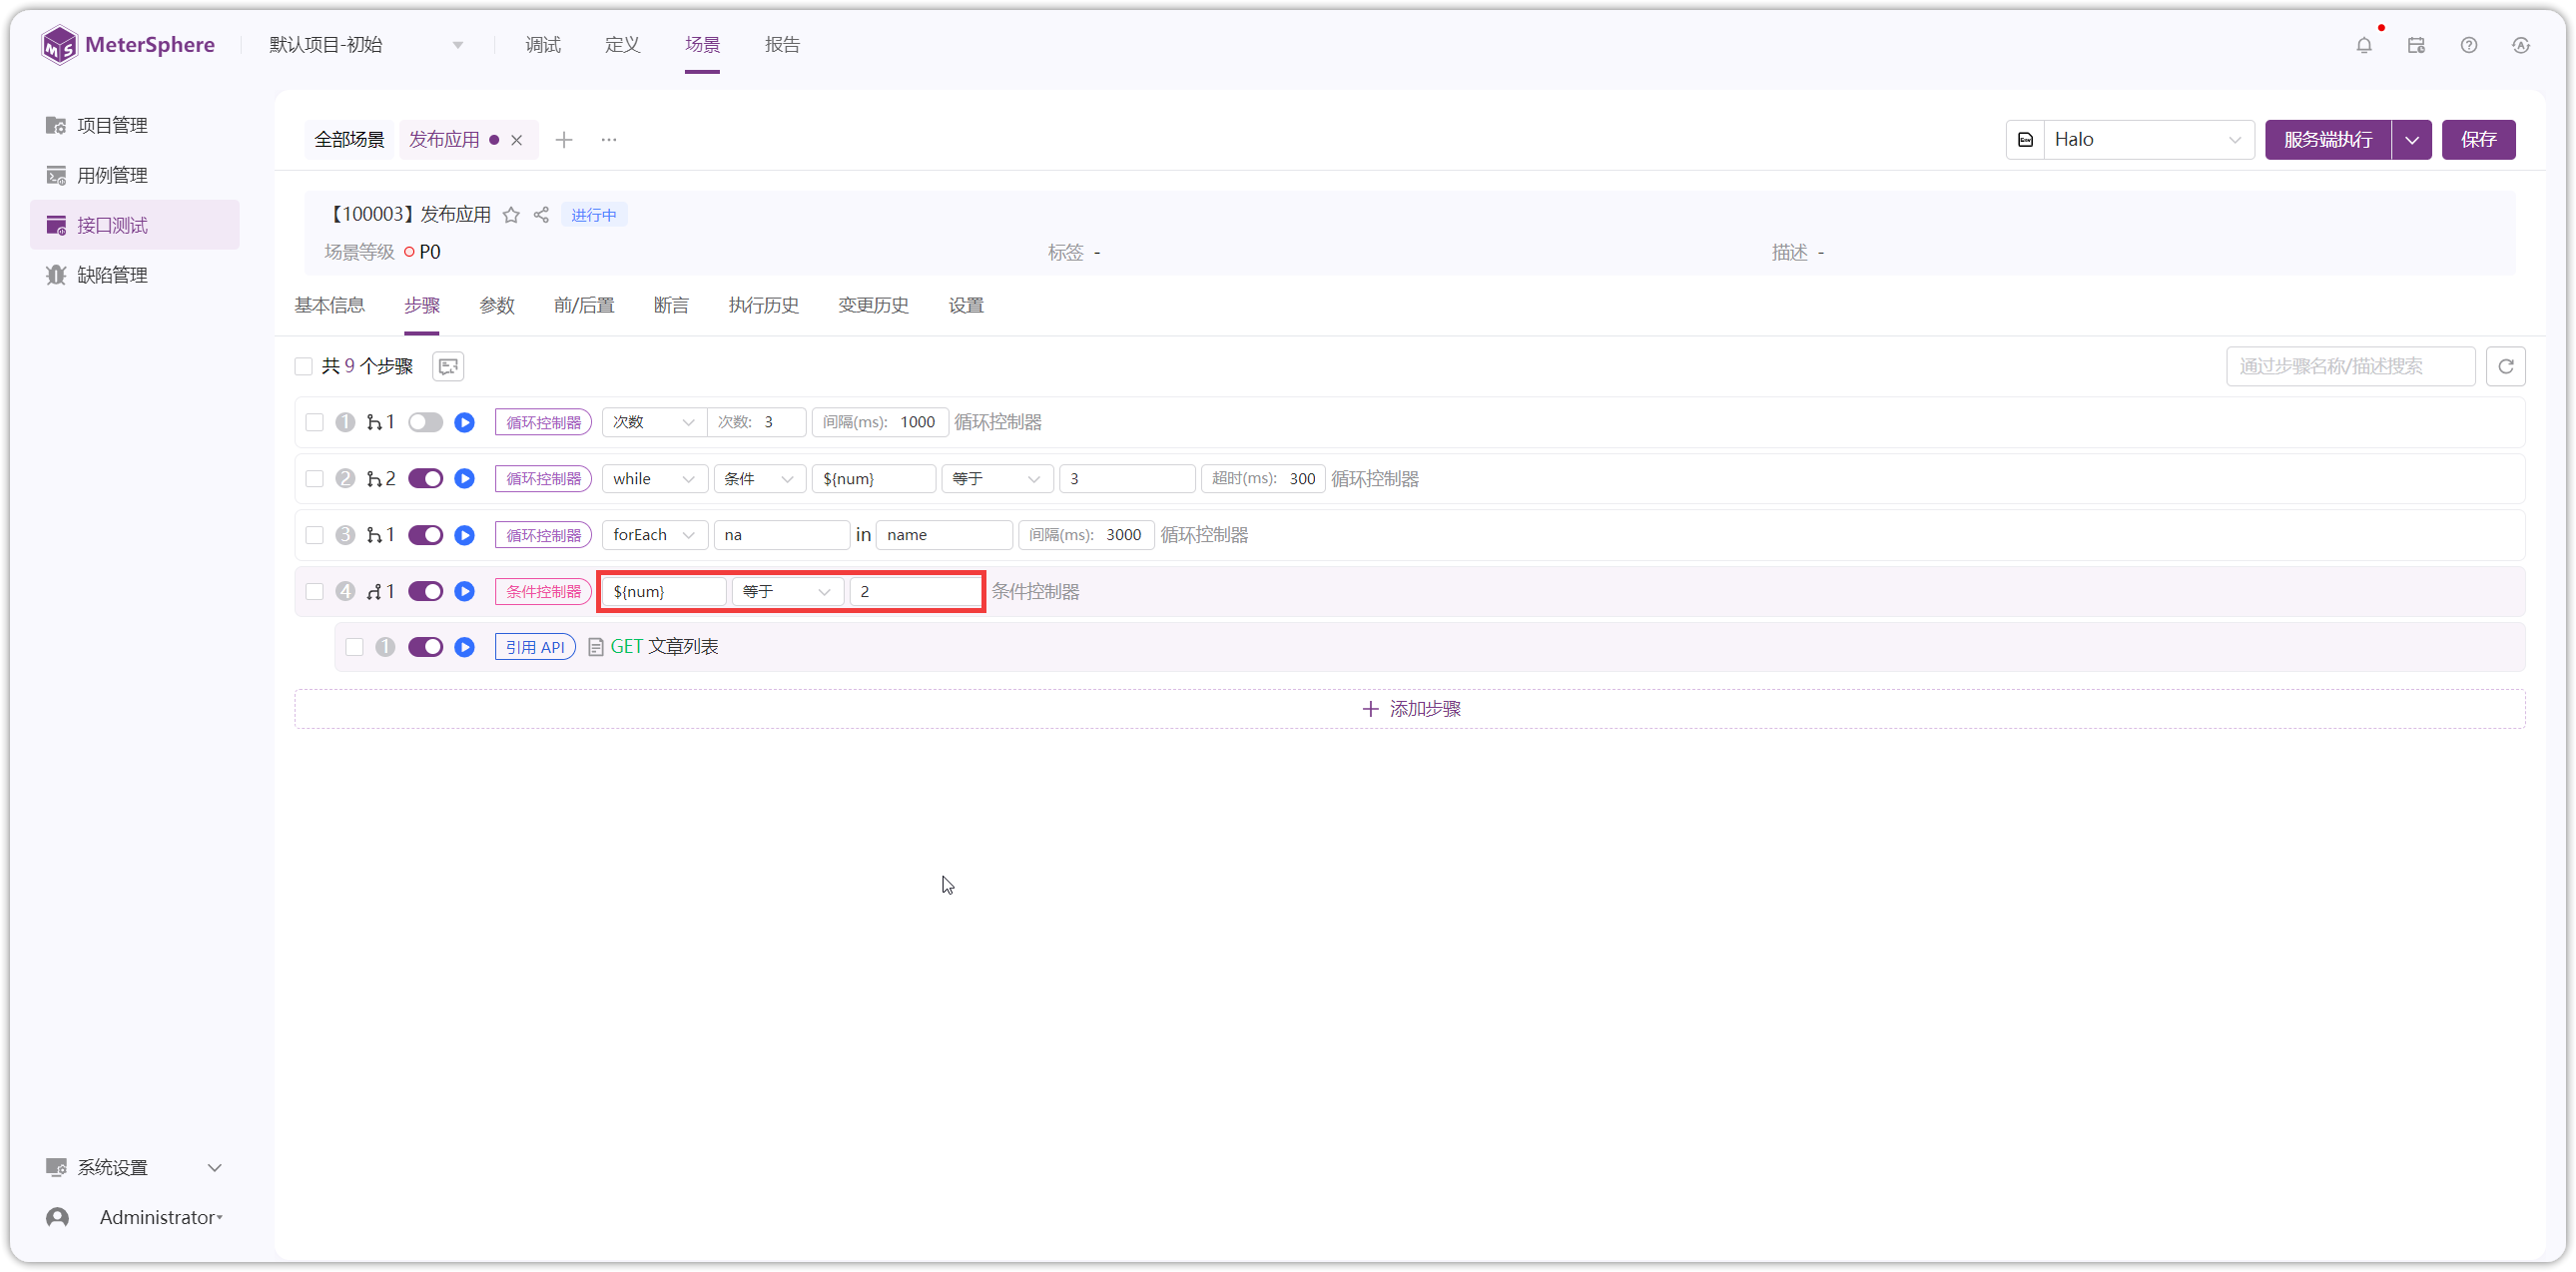 MeterSphere 默认项目-初始 调试 定义 场景 报告
项目管理
用例管理
接口测试
缺陷管理
全部场景 发布应用 Halo 服务端执行 保存
【100003】发布应用 进行中
场景等级 P0 标签 - 描述 -
基本信息 步骤 参数 前/后置 断言 执行历史 变更历史 设置
共 9 个步骤 通过步骤名称/描述搜索
1 1 循环控制器 次数 次数: 3 间隔(ms): 1000 循环控制器
2 2 循环控制器 while 条件 ${num} 等于 3 超时(ms): 300 循环控制器
3 1 循环控制器 forEach na in name 间隔(ms): 3000 循环控制器
4 1 条件控制器 ${num} 等于 2 条件控制器
1 引用 API GET 文章列表
添加步骤
系统设置
Administrator